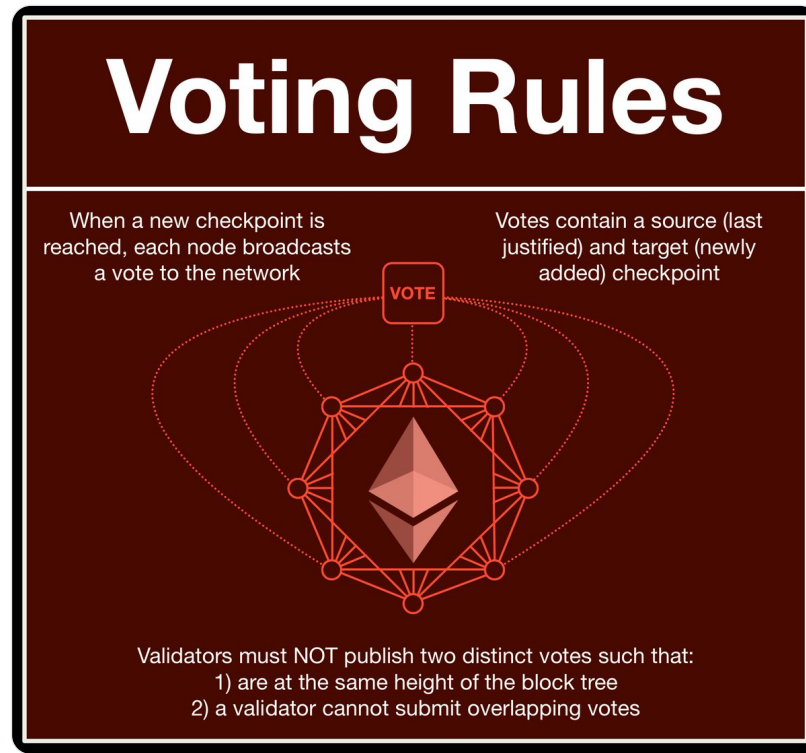 Voting Rules
When a new checkpoint is
reached, each node broadcasts
a vote to the network
Votes contain a source (last
justified) and target (newly
added) checkpoint
VOTE
Validators must NOT publish two distinct votes such that:
1) are at the same height of the block tree
2) a validator cannot submit overlapping votes